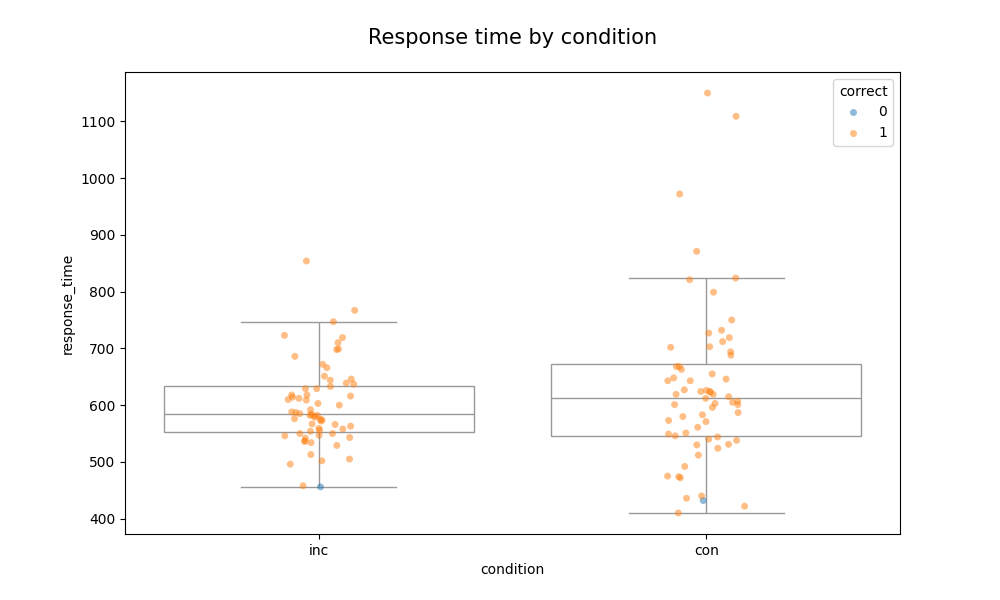 Response time by condition
correct
0
1
1100
1000
900
800
700
600
500
400
response_time
inc
con
condition